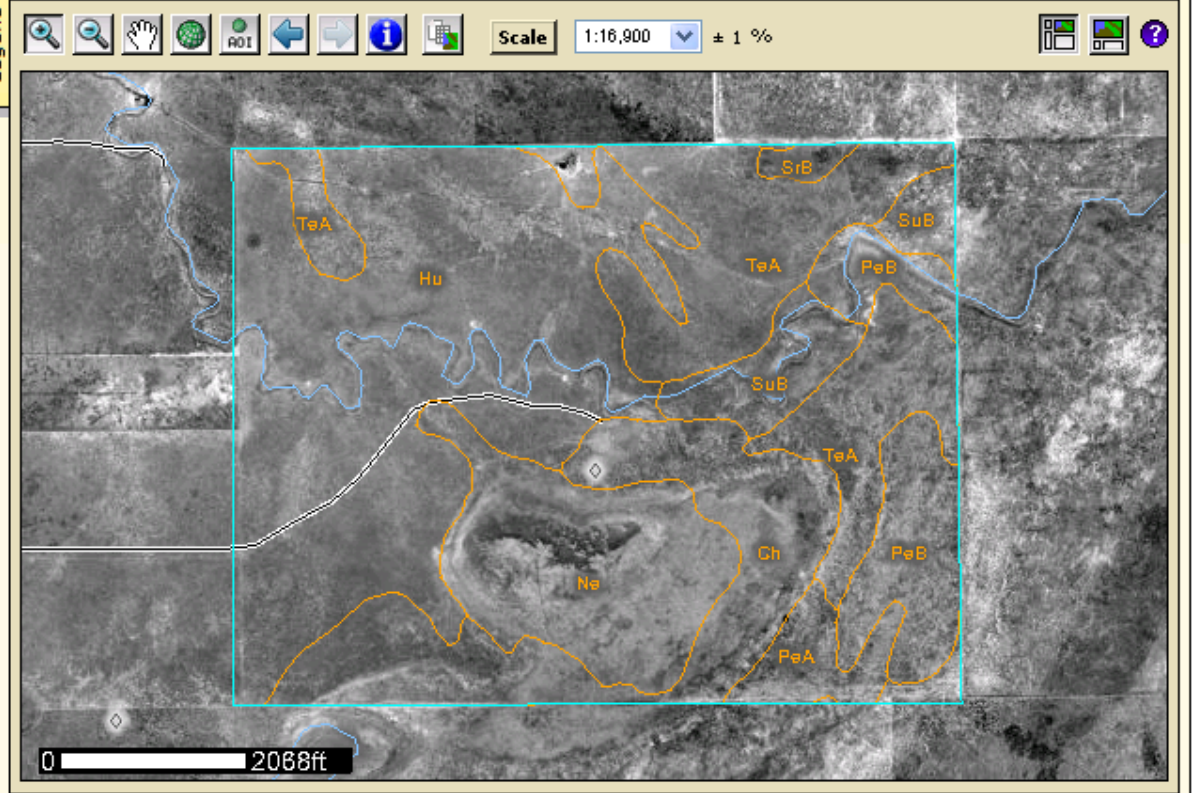 AOI
Scale
1:16,900
± 1 %
?
SrB
TeA
SuB
Hu
TeA
PeB
SuB
TeA
Ne
Ch
PeB
PeA
0 2068ft